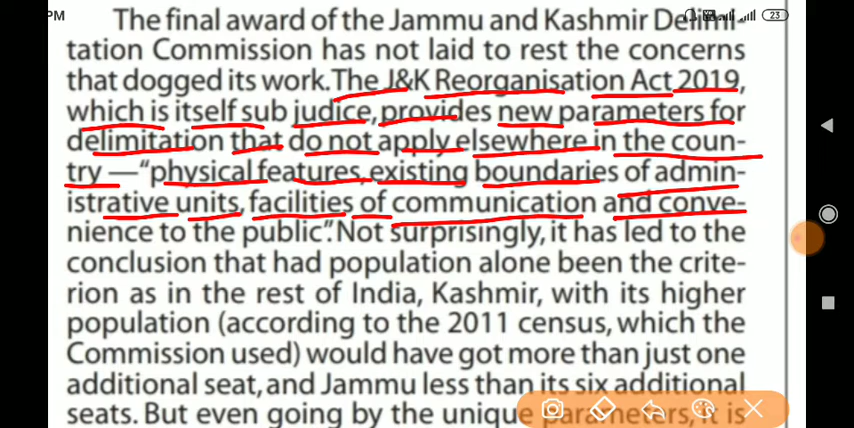 PM
23
The final award of the Jammu and Kashmir Delimi-
tation Commission has not laid to rest the concerns
that dogged its work. The J&K Reorganisation Act 2019,
which is itself sub judice, provides new parameters for
delimitation that do not apply elsewhere in the coun-
try —“physical features, existing boundaries of admin-
istrative units, facilities of communication and conve-
nience to the public”. Not surprisingly, it has led to the
conclusion that had population alone been the crite-
rion as in the rest of India, Kashmir, with its higher
population (according to the 2011 census, which the
Commission used) would have got more than just one
additional seat, and Jammu less than its six additional
seats. But even going by the unique parameters, it is